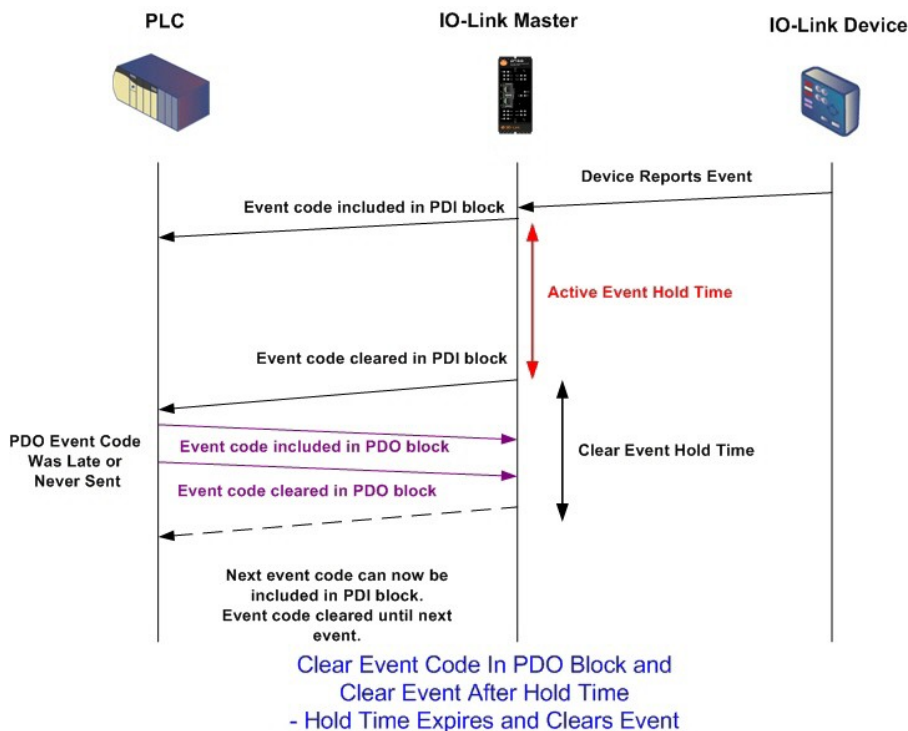 PLC
IO-Link Master
IO-Link Device
Device Reports Event
Event code included in PDI block
Active Event Hold Time
Event code cleared in PDI block
PDO Event Code
Was Late or
Never Sent
Event code included in PDO block
Clear Event Hold Time
Event code cleared in PDO block
Next event code can now be
included in PDI block.
Event code cleared until next
event.
Clear Event Code In PDO Block and
Clear Event After Hold Time
- Hold Time Expires and Clears Event